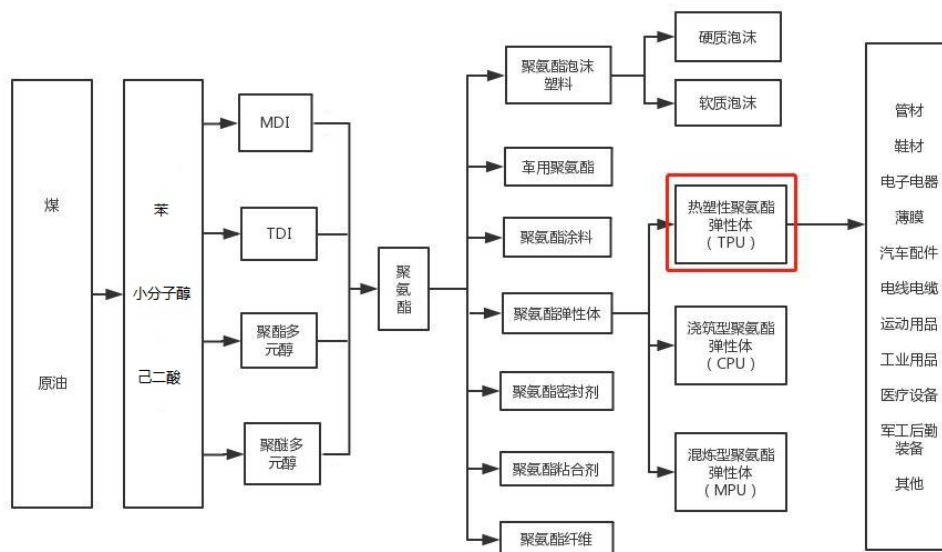 煤
原油
苯
小分子醇
己二酸
MDI
TDI
聚酯多
元醇
聚醚多
元醇
聚
氨
酯
聚氨酯泡沫
塑料
革用聚氨酯
聚氨酯涂料
聚氨酯弹性体
聚氨酯密封剂
聚氨酯粘合剂
聚氨酯纤维
硬质泡沫
软质泡沫
热塑性聚氨酯
弹性体
（TPU）
浇筑型聚氨酯
弹性体
（CPU）
混炼型聚氨酯
弹性体
（MPU）
管材
鞋材
电子电器
薄膜
汽车配件
电线电缆
运动用品
工业用品
医疗设备
军工后勤
装备
其他